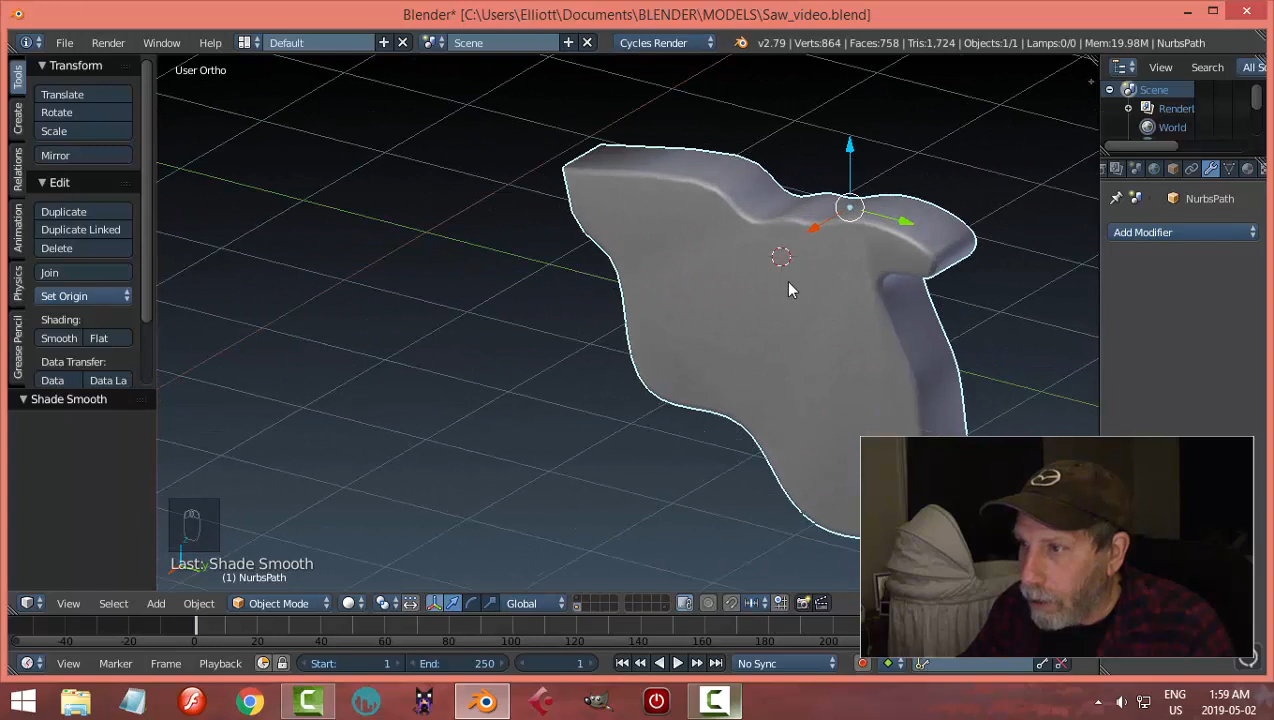 Blender* [C:\Users\Elliott\Documents\BLENDER\MODELS\Saw_video.blend]
File Render Window Help Default Scene Cycles Render v2.79 | Verts:864 | Faces:758 | Tris:1,724 | Objects:1/1 | Lamps:0/0 | Mem:19.98M | NurbsPath
Tools
Create
Relations
Animation
Physics
Grease Pencil
Transform
Translate
Rotate
Scale
Mirror
Edit
Duplicate
Duplicate Linked
Delete
Join
Set Origin
Shading:
Smooth Flat
Data Transfer:
Data Data La
Shade Smooth
User Ortho
Last: Shade Smooth
(1) NurbsPath
View Search All Sc
Scene
Render
World
NurbsPath
Add Modifier
View Select Add Object Object Mode Global
-40 -20 0 20 40 60 80 100 120 140 160 180 200
View Marker Frame Playback Start: 1 End: 250 1 No Sync
ENG 1:59 AM
US 2019-05-02